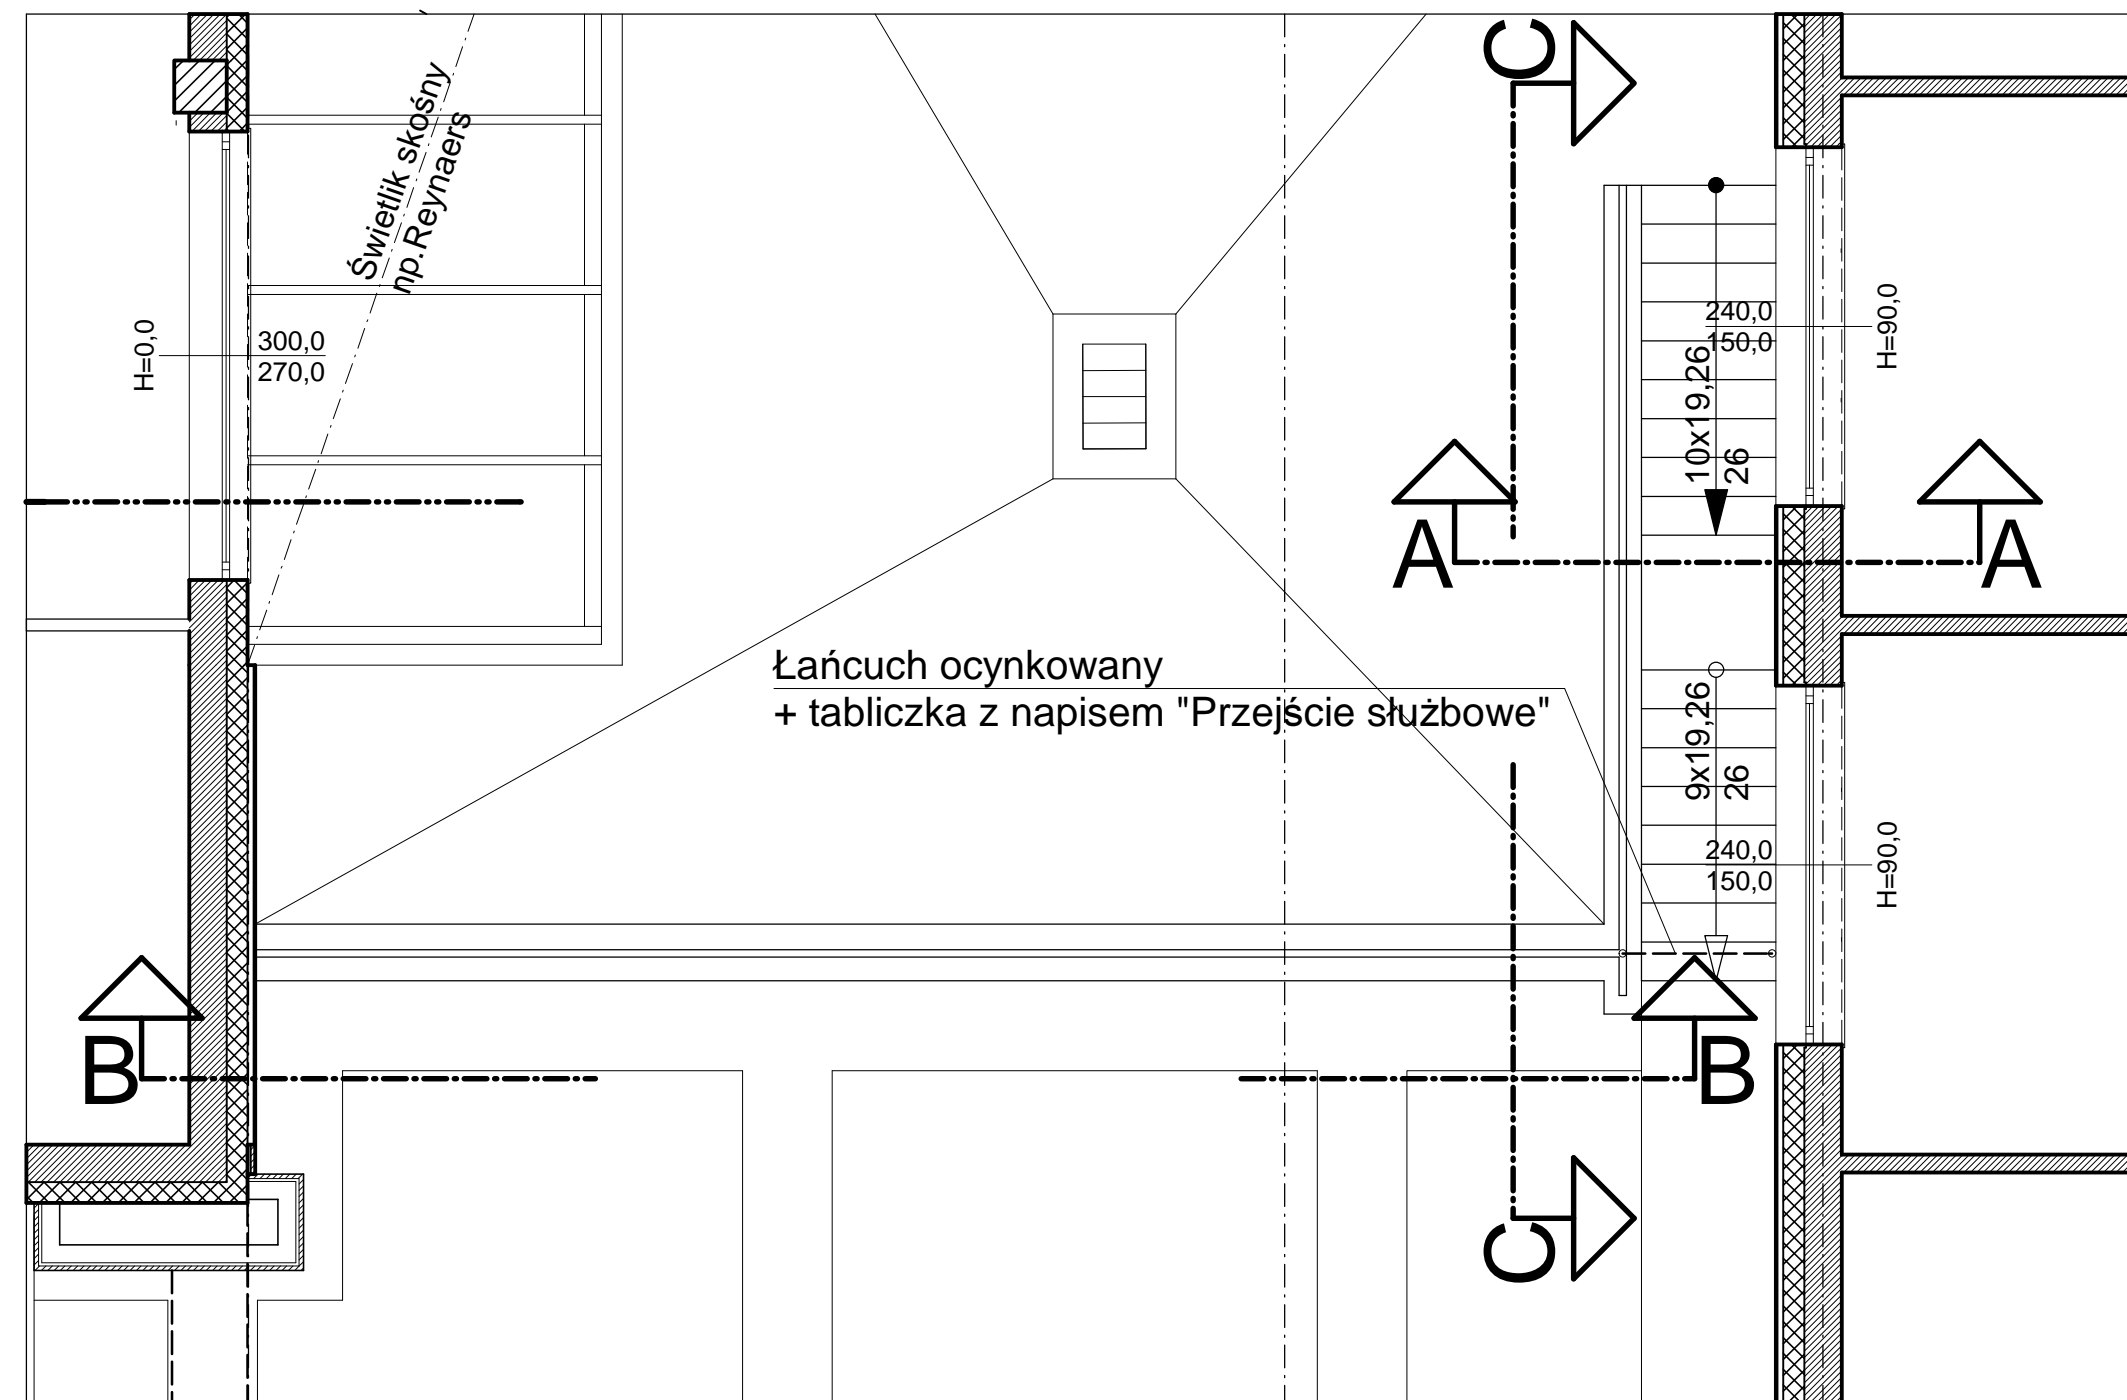 C
Świetlik skośny
np.Reynaers
H=0,0
300,0
270,0
240,0
150,0
H=90,0
10x19,26
26
A
A
Łańcuch ocynkowany
+ tabliczka z napisem "Przejście służbowe"
9x19,26
26
240,0
150,0
H=90,0
B
B
C